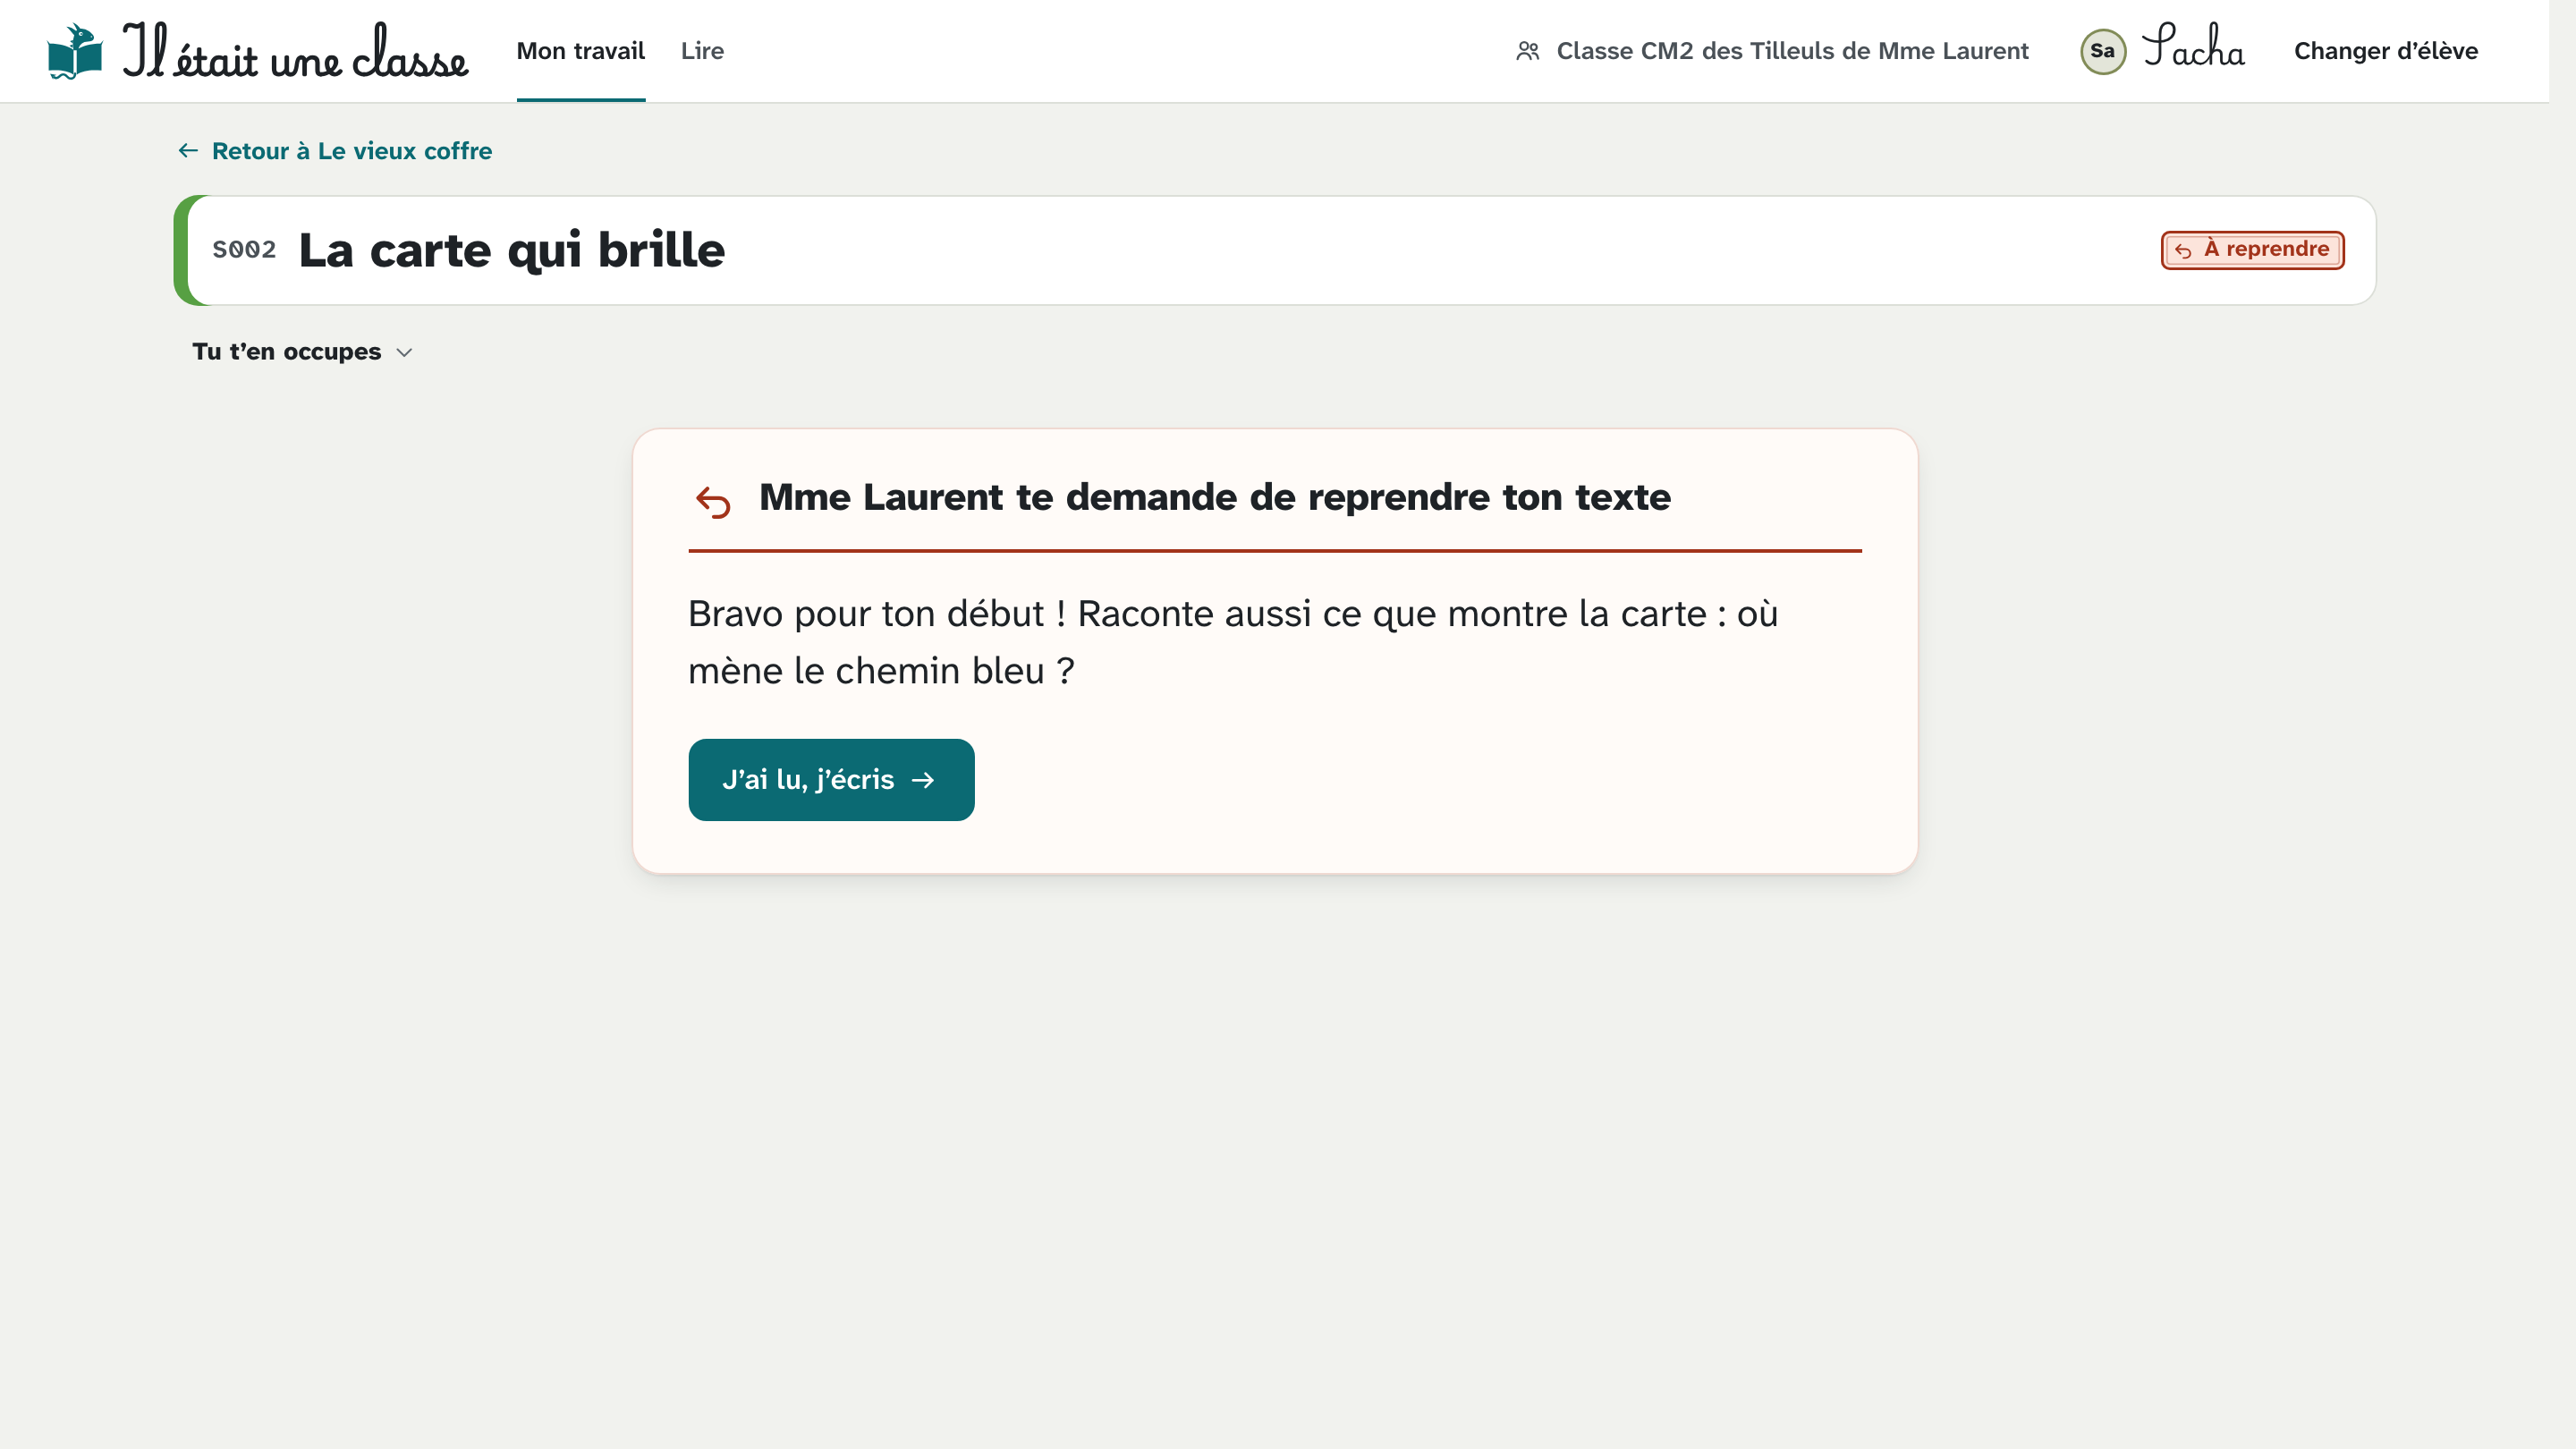 Il était une classe
Mon travail
Lire
Classe CM2 des Tilleuls de Mme Laurent
Sa
Sacha
Changer d’élève
← Retour à Le vieux coffre
S002 La carte qui brille
À reprendre
Tu t’en occupes
Mme Laurent te demande de reprendre ton texte
Bravo pour ton début ! Raconte aussi ce que montre la carte : où
mène le chemin bleu ?
J’ai lu, j’écris →